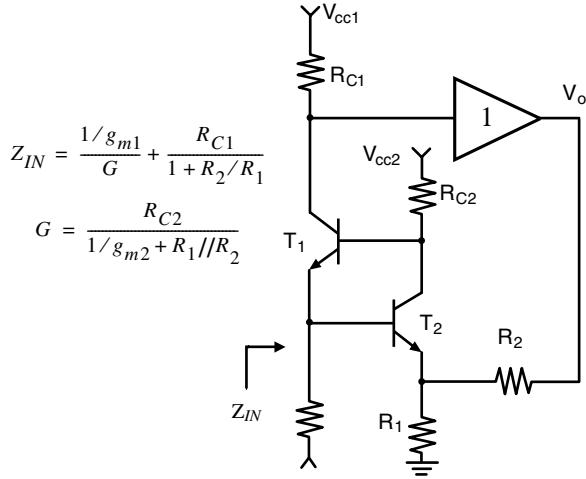 V_cc1
R_C1
V_o
1
Z_IN = (1/g_m1)/G + R_C1/(1 + R_2/R_1)
V_cc2
R_C2
G = R_C2/(1/g_m2 + R_1//R_2)
T_1
T_2
R_2
Z_IN
R_1